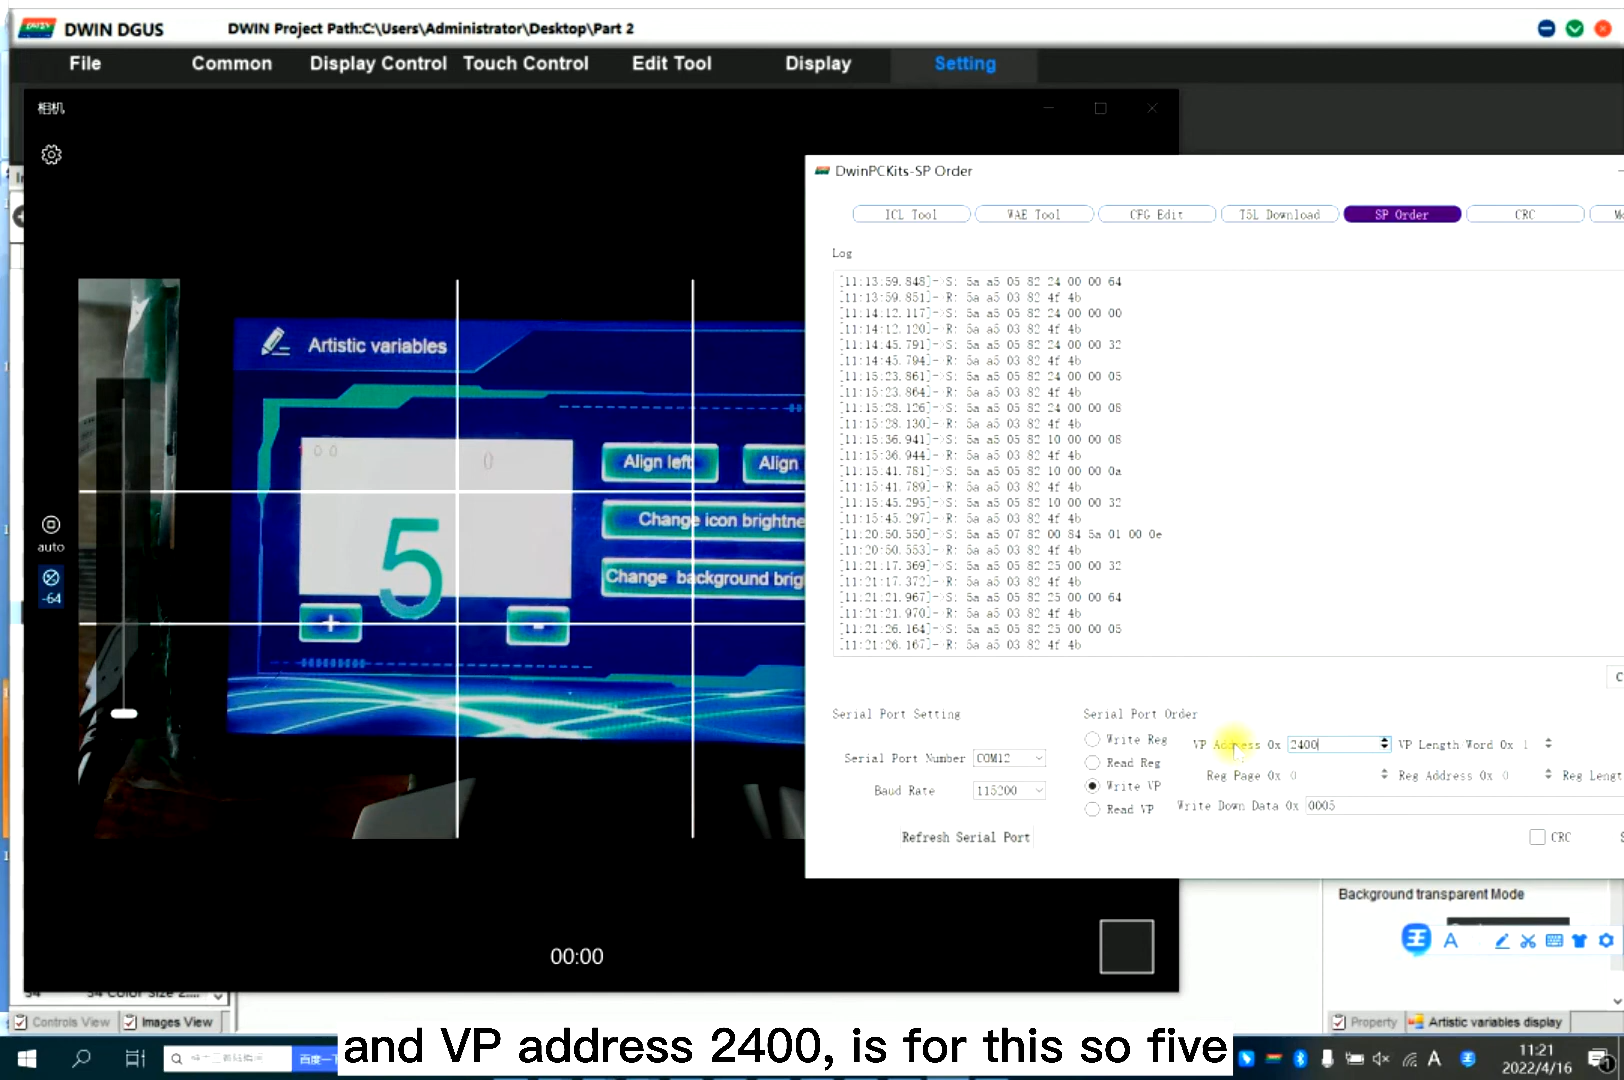 DWIN DGUS
DWIN Project Path:C:\Users\Administrator\Desktop\Part 2
File Common Display Control Touch Control Edit Tool Display Setting
相机
DwinPCKits-SP Order
ICL Tool WAE Tool CFG Edit T5L Download SP Order CRC
Log
[11:13:59.848]-S: 5a a5 05 82 24 00 00 64
[11:13:59.851]-R: 5a a5 03 82 4f 4b
[11:14:12.117]-S: 5a a5 05 82 24 00 00 00
[11:14:12.120]-R: 5a a5 03 82 4f 4b
[11:14:45.791]-S: 5a a5 05 82 24 00 00 32
[11:14:45.794]-R: 5a a5 03 82 4f 4b
[11:15:23.861]-S: 5a a5 05 82 24 00 00 05
[11:15:23.864]-R: 5a a5 03 82 4f 4b
[11:15:28.126]-S: 5a a5 05 82 24 00 00 08
[11:15:28.130]-R: 5a a5 03 82 4f 4b
[11:15:36.941]-S: 5a a5 05 82 10 00 00 08
[11:15:36.944]-R: 5a a5 03 82 4f 4b
[11:15:41.781]-S: 5a a5 05 82 10 00 00 0a
[11:15:41.789]-R: 5a a5 03 82 4f 4b
[11:15:45.295]-S: 5a a5 05 82 10 00 00 32
[11:15:45.297]-R: 5a a5 03 82 4f 4b
[11:20:50.550]-S: 5a a5 07 82 00 84 5a 01 00 0e
[11:20:50.553]-R: 5a a5 03 82 4f 4b
[11:21:17.369]-S: 5a a5 05 82 25 00 00 32
[11:21:17.372]-R: 5a a5 03 82 4f 4b
[11:21:21.967]-S: 5a a5 05 82 25 00 00 64
[11:21:21.970]-R: 5a a5 03 82 4f 4b
[11:21:26.164]-S: 5a a5 05 82 25 00 00 05
[11:21:26.167]-R: 5a a5 03 82 4f 4b
Artistic variables
100 0
Align left Align
5
Change icon brightne
Change background brig
+ -
auto
-64
Serial Port Setting Serial Port Order
Write Reg VP Address 0x 2400 VP Length Word 0x 1
Serial Port Number COM12 Read Reg Reg Page 0x 0 Reg Address 0x 0 Reg Lengt
Baud Rate 115200 Write VP
Read VP Write Down Data 0x 0005
Refresh Serial Port CRC
Background transparent Mode
00:00
Controls View Images View Property Artistic variables display
and VP address 2400, is for this so five
百度一
11:21
2022/4/16